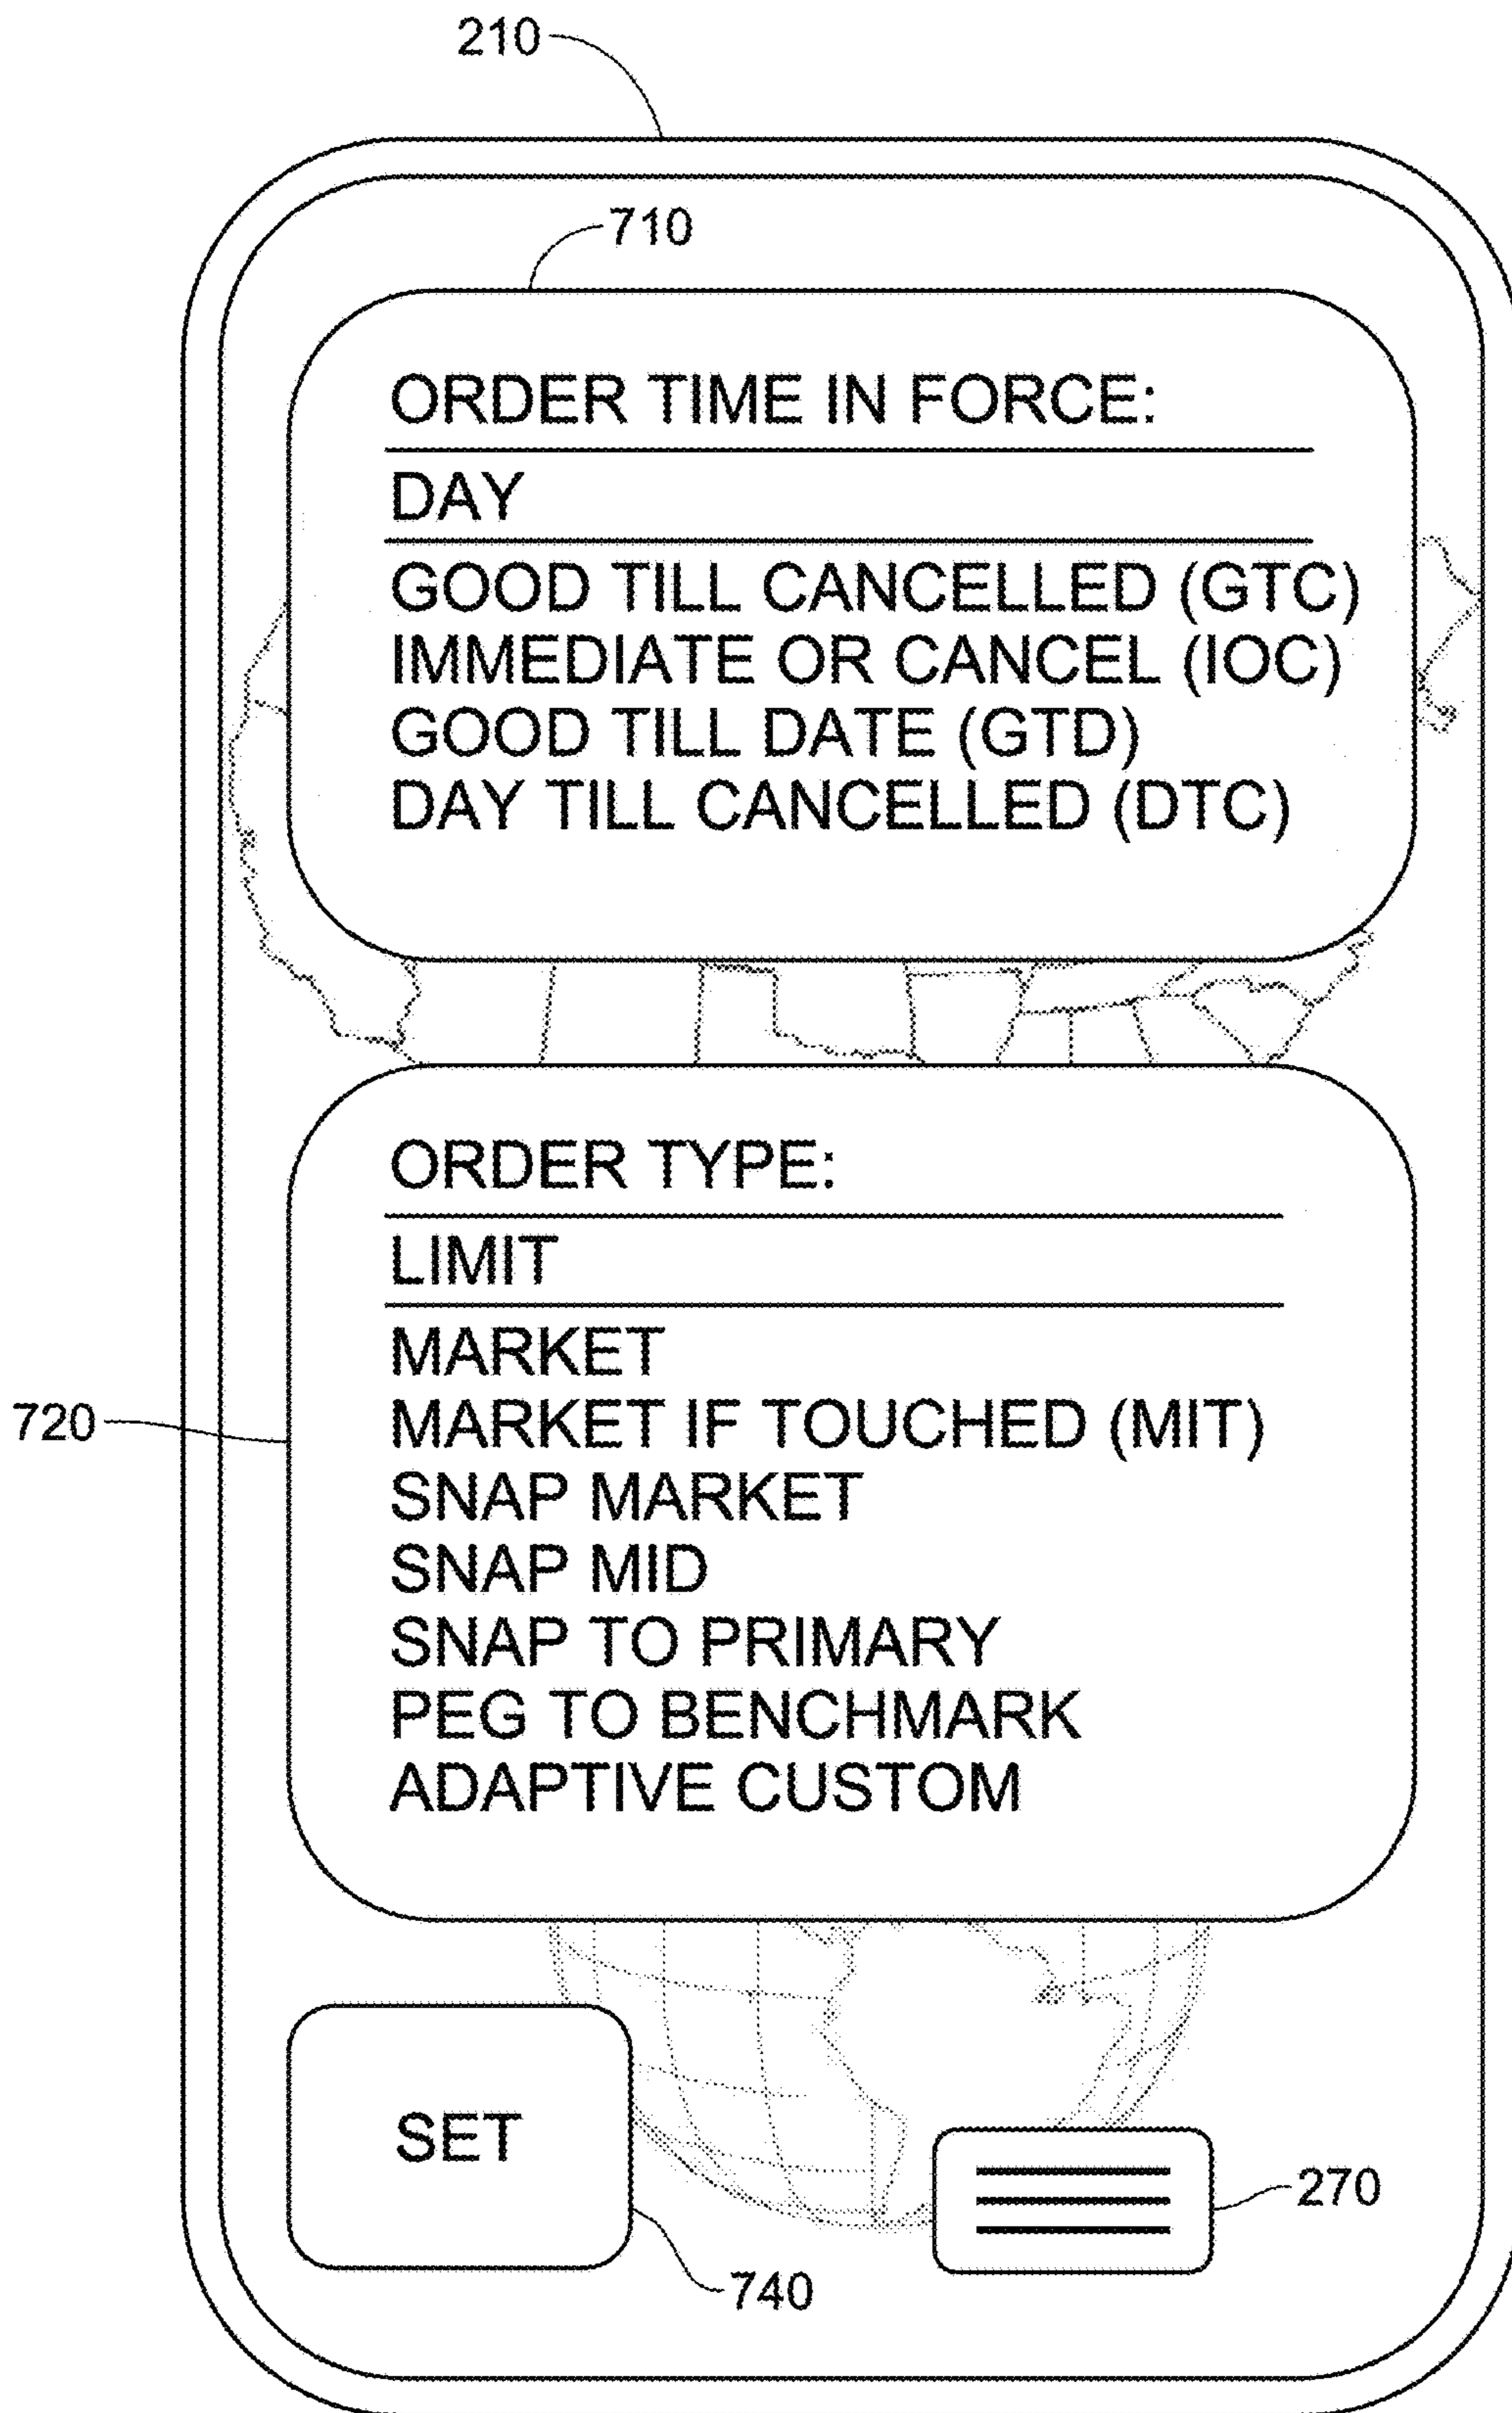 210
710
ORDER TIME IN FORCE:
DAY
GOOD TILL CANCELLED (GTC)
IMMEDIATE OR CANCEL (IOC)
GOOD TILL DATE (GTD)
DAY TILL CANCELLED (DTC)
ORDER TYPE:
LIMIT
MARKET
720
MARKET IF TOUCHED (MIT)
SNAP MARKET
SNAP MID
SNAP TO PRIMARY
PEG TO BENCHMARK
ADAPTIVE CUSTOM
SET
270
740